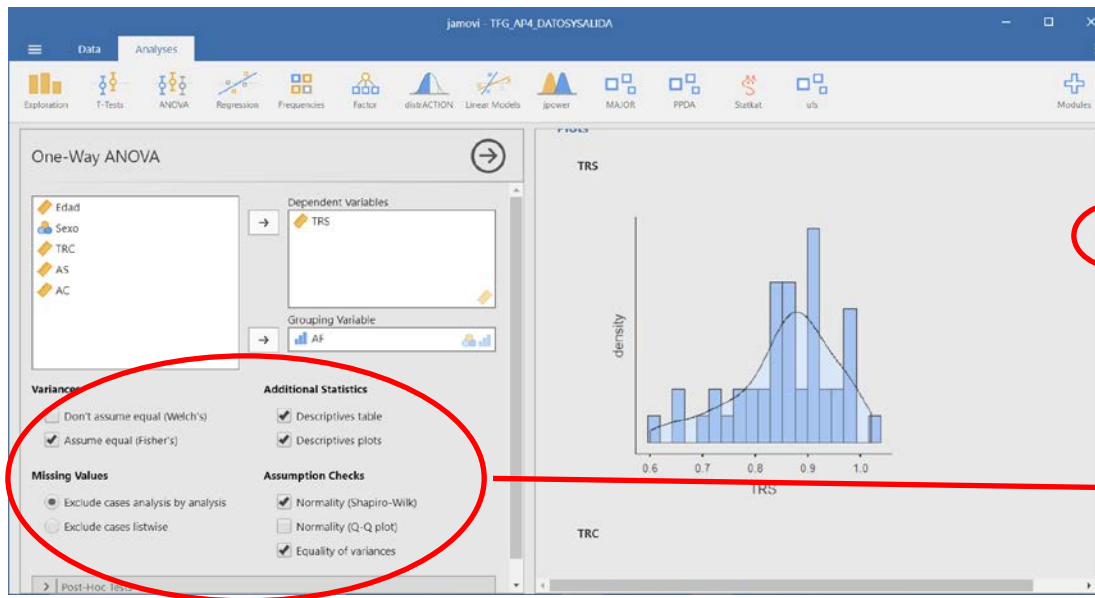 jamovi - TFG_AP4_DATOSYSALIDA
Data Analyses
Exploration T-Tests ANOVA Regression Frequencies Factor distrACTION Linear Models jpower MAJOR PPDA Statkat ufs Modules
One-Way ANOVA
Edad
Sexo
TRC
AS
AC
Dependent Variables
TRS
Grouping Variable
AF
Variances
Don't assume equal (Welch's)
Assume equal (Fisher's)
Additional Statistics
Descriptives table
Descriptives plots
Missing Values
Exclude cases analysis by analysis
Exclude cases listwise
Assumption Checks
Normality (Shapiro-Wilk)
Normality (Q-Q plot)
Equality of variances
Post-Hoc Tests
Plots
TRS
density
0.6 0.7 0.8 0.9 1.0
TRS
TRC